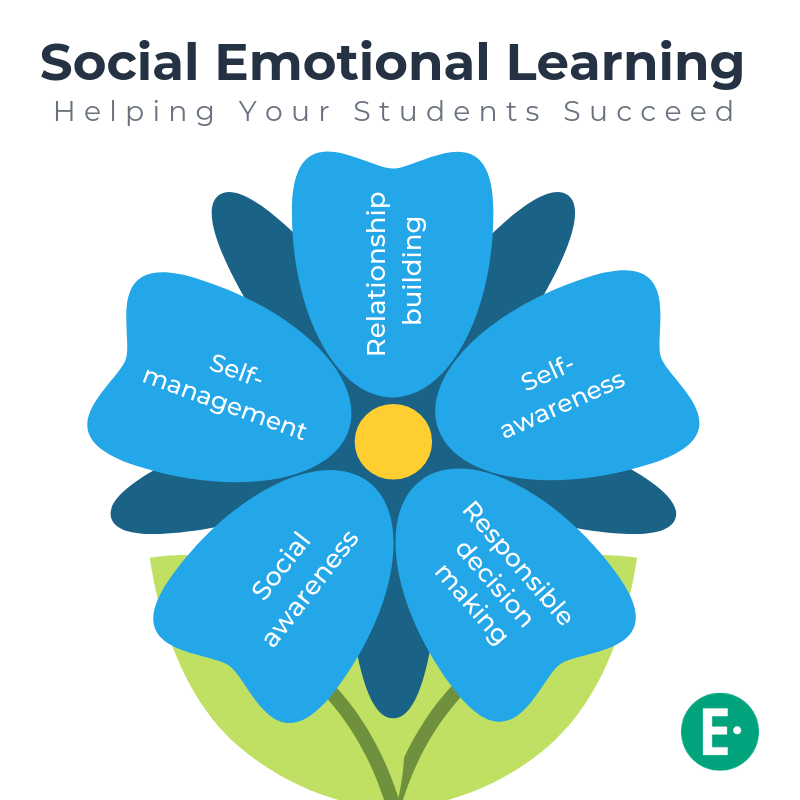 Social Emotional Learning
Helping Your Students Succeed
Relationship
building
Self-
awareness
Responsible
decision
making
Social
awareness
Self-
management
E